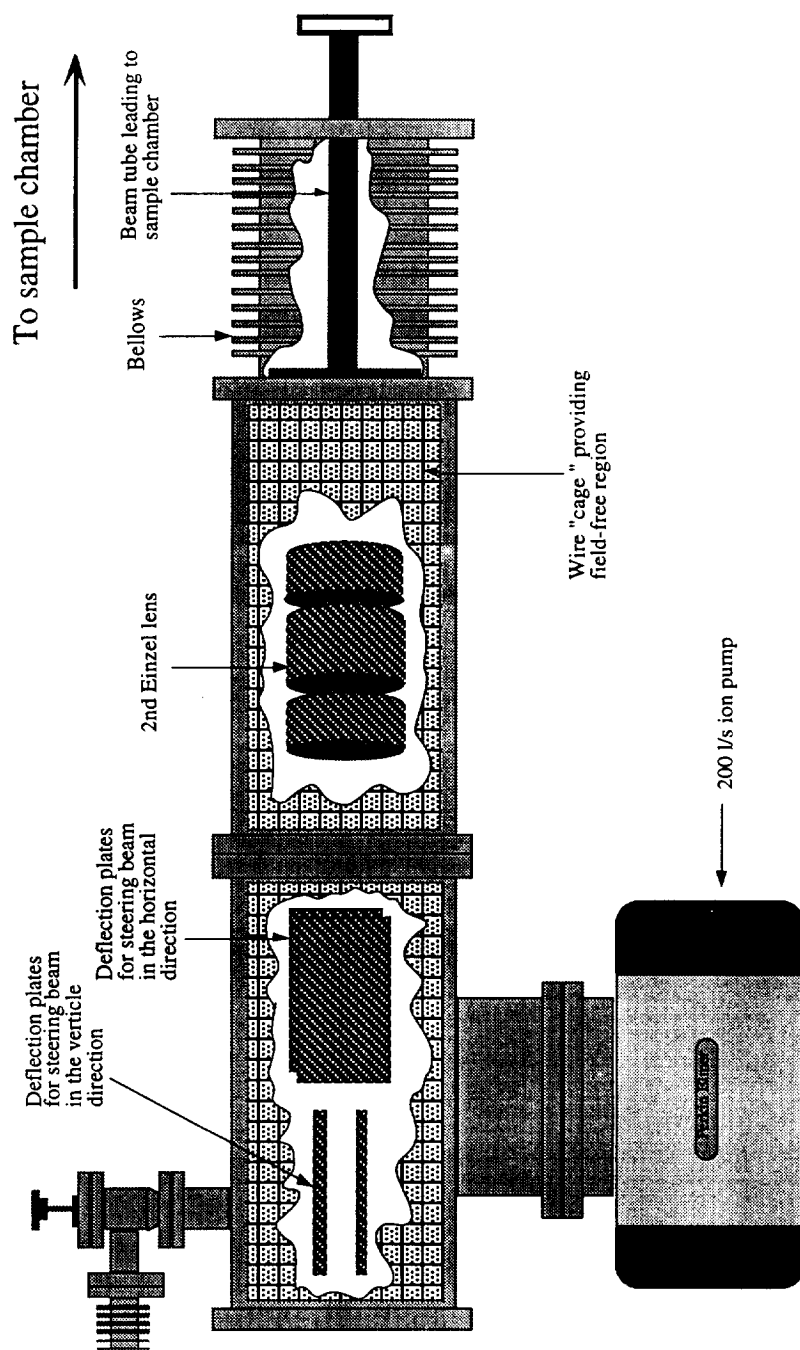 To sample chamber
Beam tube leading to
sample chamber
Bellows
Wire "cage " providing
field-free region
2nd Einzel lens
Deflection plates
for steering beam
in the horizontal
direction
Deflection plates
for steering beam
in the verticle
direction
200 l/s ion pump
Perkin Elmer